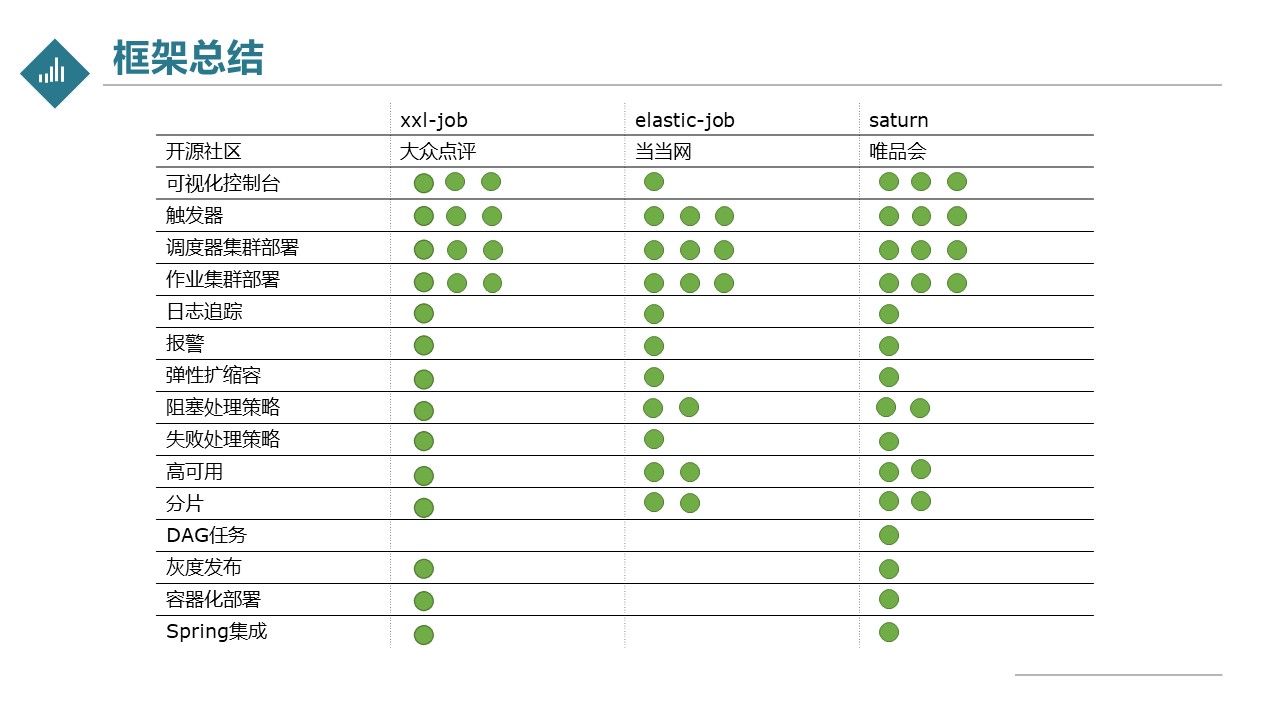 框架总结
xxl-job elastic-job saturn
开源社区 大众点评 当当网 唯品会
可视化控制台
触发器
调度器集群部署
作业集群部署
日志追踪
报警
弹性扩缩容
阻塞处理策略
失败处理策略
高可用
分片
DAG任务
灰度发布
容器化部署
Spring集成